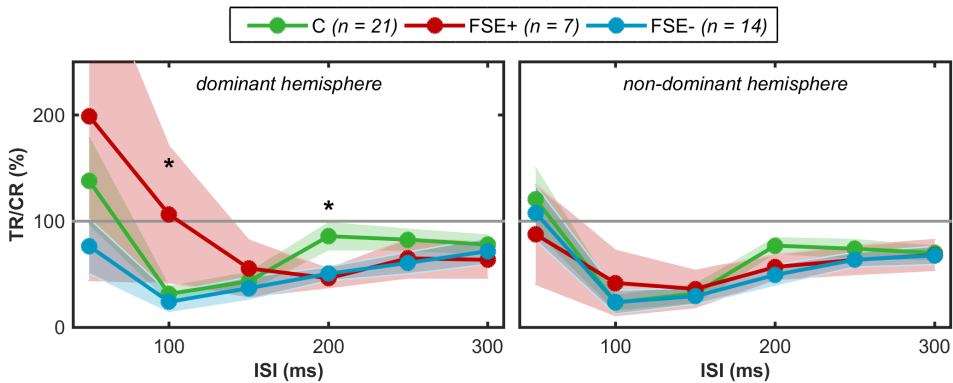 C (n = 21) FSE+ (n = 7) FSE- (n = 14)
dominant hemisphere
non-dominant hemisphere
TR/CR (%)
200
100
0
*
*
100
200
300
100
200
300
ISI (ms)
ISI (ms)